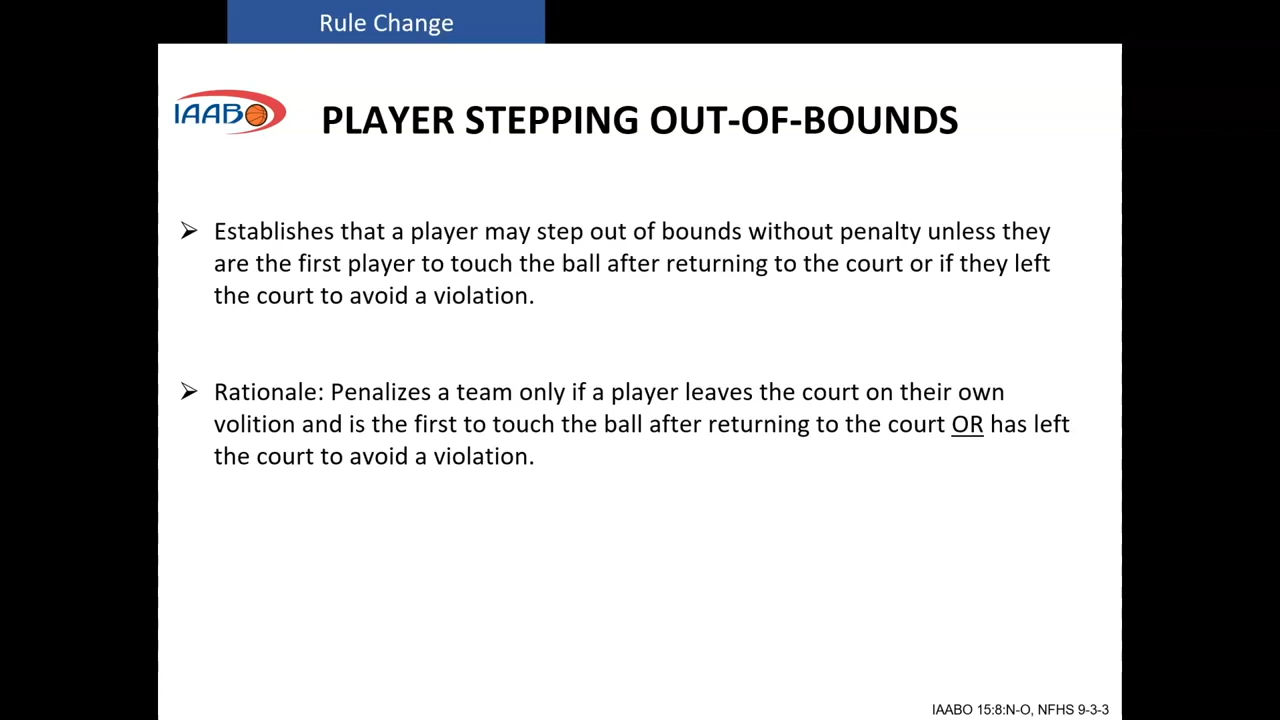 Rule Change
IAABO
PLAYER STEPPING OUT-OF-BOUNDS
Establishes that a player may step out of bounds without penalty unless they
are the first player to touch the ball after returning to the court or if they left
the court to avoid a violation.
Rationale: Penalizes a team only if a player leaves the court on their own
volition and is the first to touch the ball after returning to the court OR has left
the court to avoid a violation.
IAABO 15:8:N-O, NFHS 9-3-3